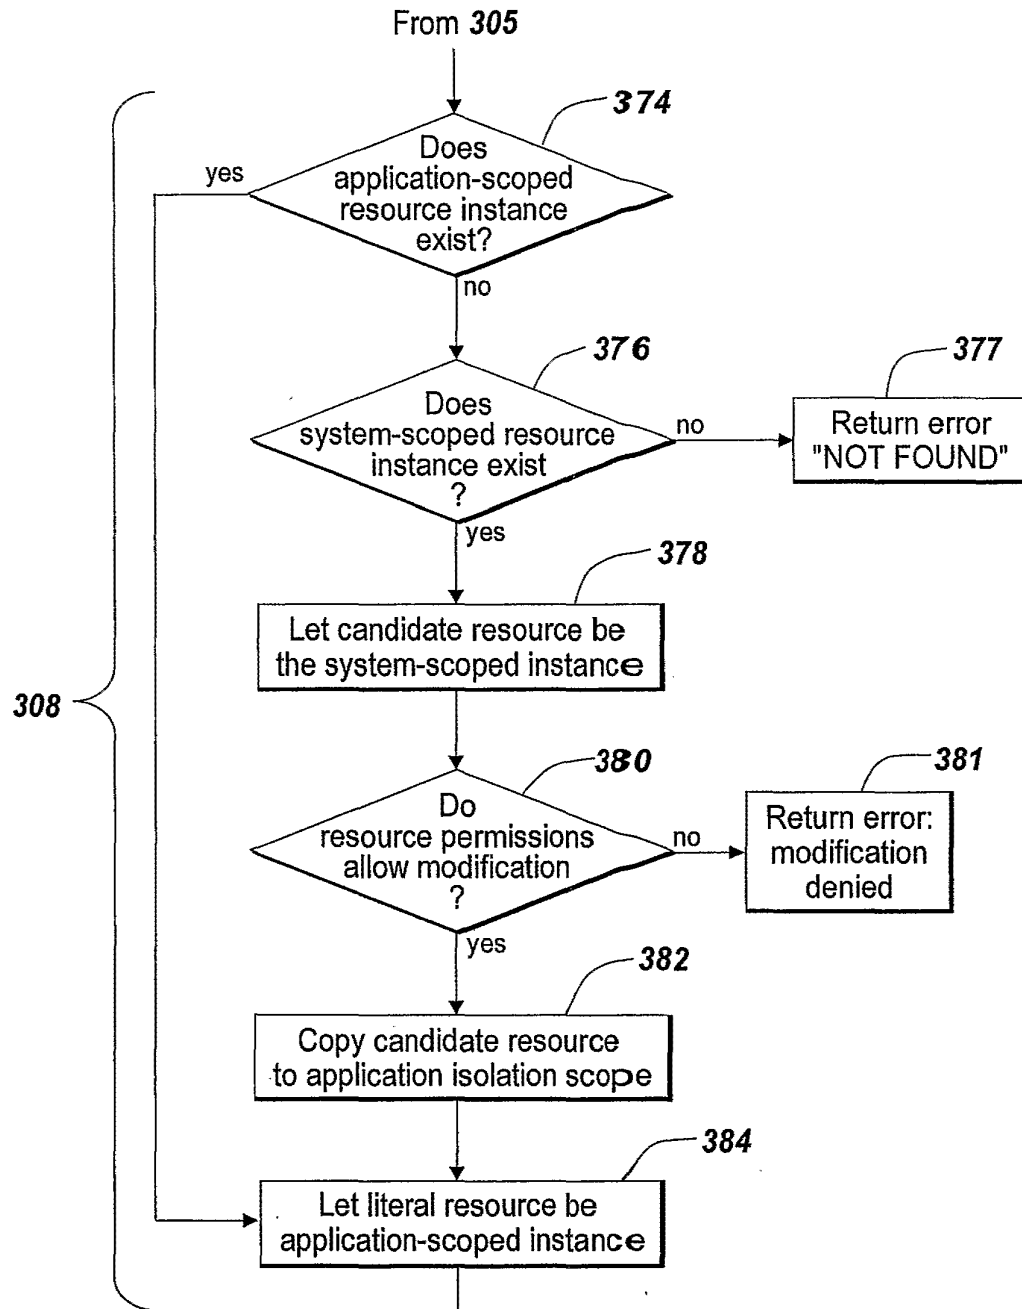 From 305
374
Does
application-scoped
resource instance
exist?
yes
no
376
Does
system-scoped resource
instance exist
?
no
377
Return error
"NOT FOUND"
yes
378
Let candidate resource be
the system-scoped instance
308
380
Do
resource permissions
allow modification
?
no
381
Return error:
modification
denied
yes
382
Copy candidate resource
to application isolation scope
384
Let literal resource be
application-scoped instance